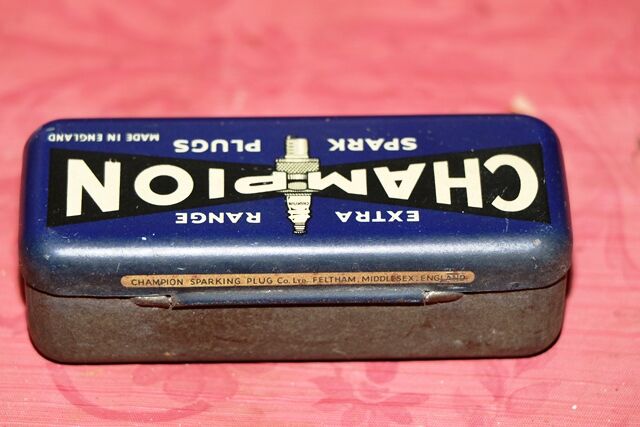 EXTRA RANGE
CHAMPION
SPARK PLUGS
MADE IN ENGLAND
CHAMPION SPARKING PLUG Co. LTD. FELTHAM, MIDDLESEX, ENGLAND